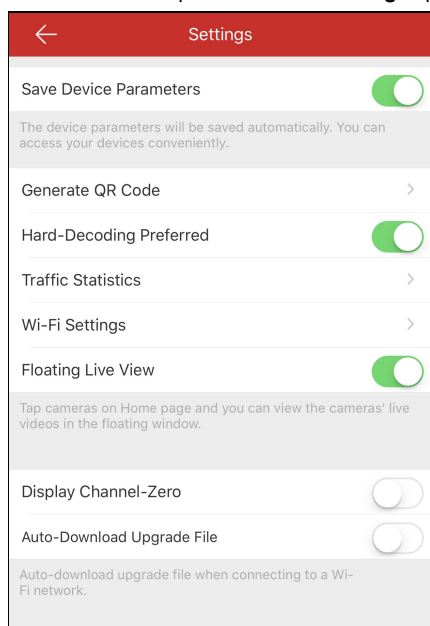 Settings
Save Device Parameters
The device parameters will be saved automatically. You can
access your devices conveniently.
Generate QR Code
Hard-Decoding Preferred
Traffic Statistics
Wi-Fi Settings
Floating Live View
Tap cameras on Home page and you can view the cameras' live
videos in the floating window.
Display Channel-Zero
Auto-Download Upgrade File
Auto-download upgrade file when connecting to a Wi-
Fi network.